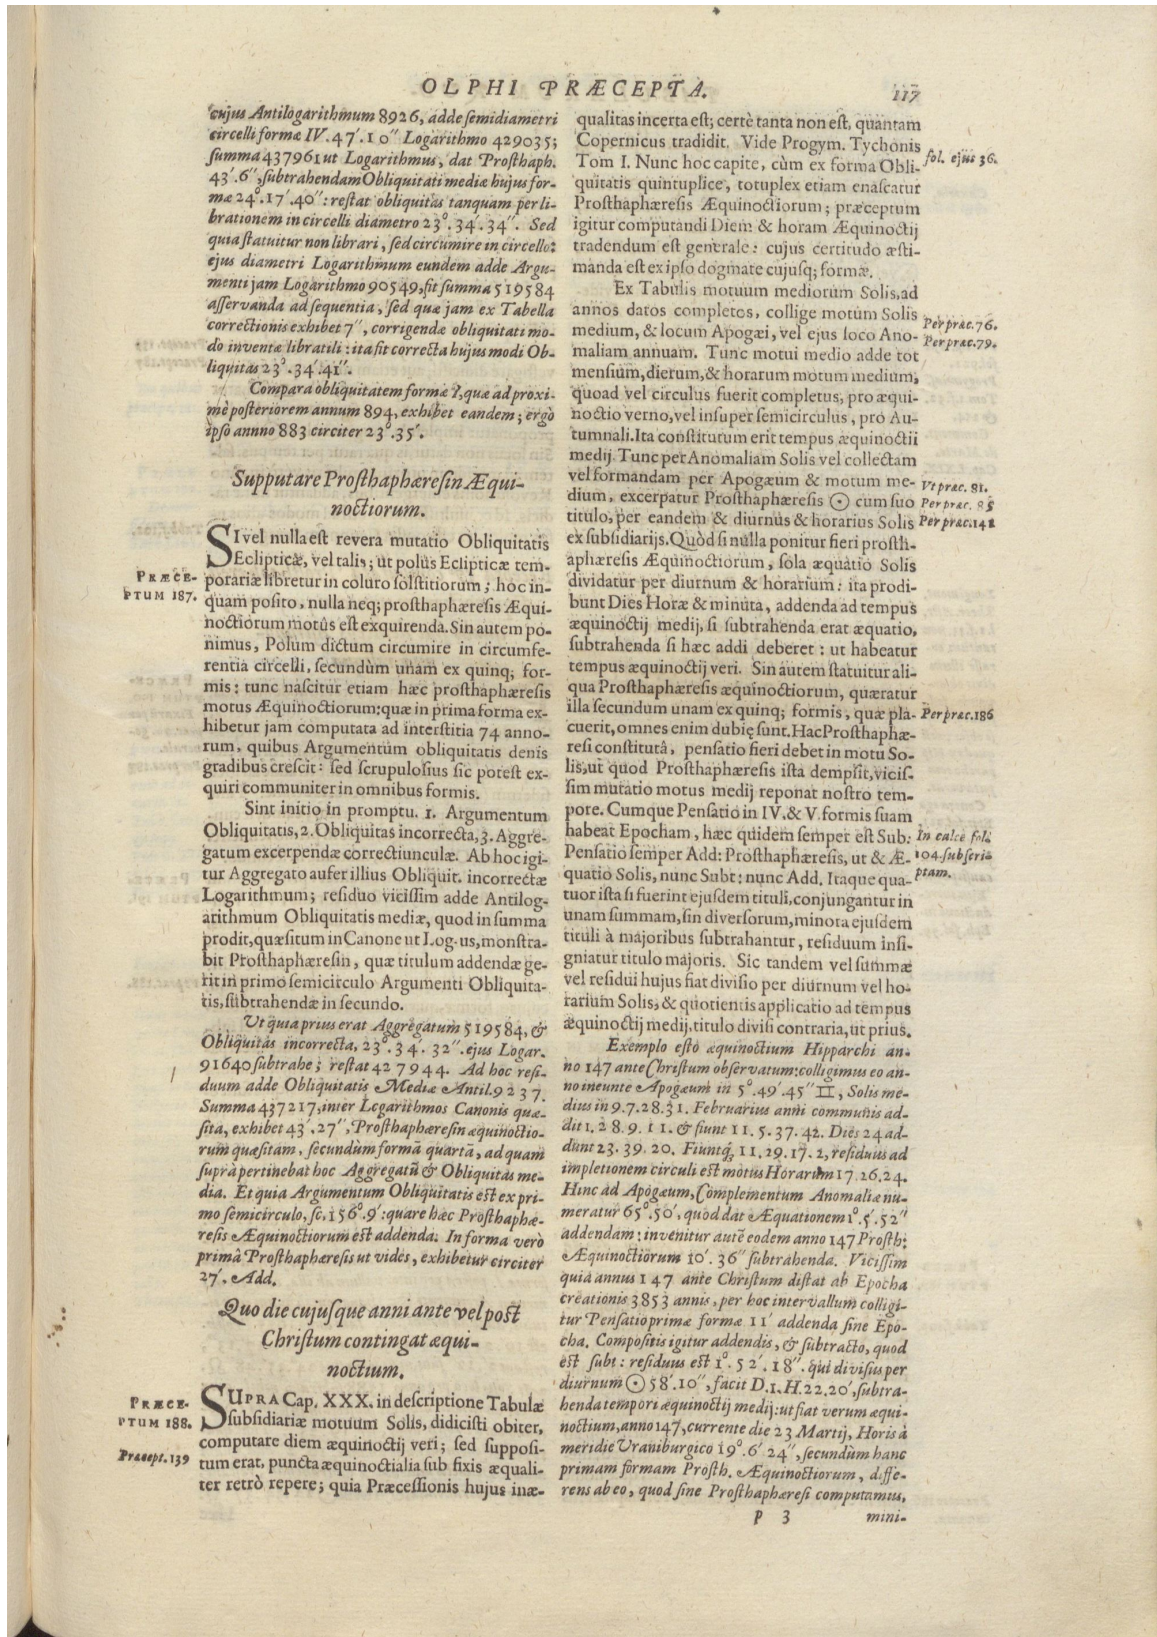 OLPHI PRÆCEPTA.
117
cujus Antilogarithmum 8926, adde semidiametri
circelli formæ IV. 47'. 10" Logarithmo 429035;
summa 437961 ut Logarithmus, dat Prosthaph.
43'. 6", subtrahendam Obliquitati mediæ hujus for-
mæ 24°. 17'. 40": restat obliquitas tanquam per li-
brationem in circelli diametro 23°. 34'. 34". Sed
quia statuitur non librari, sed circumire in circello:
ejus diametri Logarithmum eundem adde Argu-
menti jam Logarithmo 90549, fit summa 519584
asservanda ad sequentia, sed quæ jam ex Tabella
correctionis exhibet 7", corrigendæ obliquitati mo-
do inventæ libratili: ita fit correcta hujusmodi Ob-
liquitas 23°. 34'. 41".
Compara obliquitatem formæ I, quæ ad proxi-
mè posteriorem annum 894, exhibet eandem; ergò
ipso annno 883 circiter 23°. 35'.
Supputare Prosthaphæresin Æqui-
noctiorum.
PRÆCE-
PTUM 187.
SI vel nulla est revera mutatio Obliquitatis
Eclipticæ, vel talis; ut polus Eclipticæ tem-
porariæ libretur in coluro solstitiorum; hoc in-
quam posito, nulla neq; prosthaphæresis Æqui-
noctiorum motûs est exquirenda. Sin autem po-
nimus, Polum dictum circumire in circumfe-
rentia circelli, secundùm unam ex quinq; for-
mis: tunc nascitur etiam hæc prosthaphæresis
motus Æquinoctiorum: quæ in prima forma ex-
hibetur jam computata ad interstitia 74 anno-
rum, quibus Argumentum obliquitatis denis
gradibus crescit: sed scrupulosius sic potest ex-
quiri communiter in omnibus formis.
Sint initio in promptu. 1. Argumentum
Obliquitatis, 2. Obliquitas incorrecta, 3. Aggre-
gatum excerpendæ correctiunculæ. Ab hoc igi-
tur Aggregato aufer illius Obliquit. incorrectæ
Logarithmum; residuo vicissim adde Antilog-
arithmum Obliquitatis mediæ, quod in summa
prodit, quæsitum in Canone ut Log-us, monstra-
bit Prosthaphæresin, quæ titulum addendæ ge-
rit in primo semicirculo Argumenti Obliquita-
tis, subtrahendæ in secundo.
Ut quia prius erat Aggregatum 519584, &
Obliquitas incorrecta, 23°. 34'. 32". ejus Logar.
91640 subtrahe; restat 427944. Ad hoc resi-
duum adde Obliquitatis Mediæ Antil. 9237.
Summa 437217, inter Logarithmos Canonis quæ-
sita, exhibet 43'. 27", Prosthaphæresin æquinoctio-
rum quæsitam, secundùm formã quartã, ad quam
suprà pertinebat hoc Aggregatũ & Obliquitas me-
dia. Et quia Argumentum Obliquitatis est ex pri-
mo semicirculo, sc. 156°. 9': quare hæc Prosthaphæ-
resis Æquinoctiorum est addenda. In forma verò
primâ Prosthaphæresis ut vides, exhibetur circiter
27'. Add.
Quo die cujusque anni ante vel post
Christum contingat æqui-
noctium.
PRÆCE-
PTUM 188.
Præcept. 139
SUPRA Cap. XXX. in descriptione Tabulæ
subsidiariæ motuum Solis, didicisti obiter,
computare diem æquinoctij veri; sed supposi-
tum erat, puncta æquinoctialia sub fixis æquali-
ter retrò repere; quia Præcessionis hujus inæ-
qualitas incerta est; certè tanta non est, quantam
Copernicus tradidit. Vide Progym. Tychonis
Tom I. Nunc hoc capite, cùm ex forma Obli-
quitatis quintuplice, totuplex etiam enascatur
Prosthaphæresis Æquinoctiorum; præceptum
igitur computandi Diem & horam Æquinoctij
tradendum est generale: cujus certitudo æsti-
manda est ex ipso dogmate cujusq; formæ.
fol. ejus 36.
Ex Tabulis motuum mediorum Solis, ad
annos datos completos, collige motum Solis
medium, & locum Apogæi, vel ejus loco Ano-
maliam annuam. Tunc motui medio adde tot
mensium, dierum, & horarum motum medium,
quoad vel circulus fuerit completus, pro æqui-
noctio verno, vel insuper semicirculus, pro Au-
tumnali. Ita constitutum erit tempus æquinoctii
medij. Tunc per Anomaliam Solis vel collectam
vel formandam per Apogæum & motum me-
dium, excerpatur Prosthaphæresis ☉ cum suo
titulo, per eandem & diurnus & horarius Solis
ex subsidiarijs. Quòd si nulla ponitur fieri prosth-
aphæresis Æquinoctiorum, sola æquatio Solis
dividatur per diurnum & horarium: ita prodi-
bunt Dies Horæ & minuta, addenda ad tempus
æquinoctij medij, si subtrahenda erat æquatio,
subtrahenda si hæc addi deberet: ut habeatur
tempus æquinoctij veri. Sin autem statuitur ali-
qua Prosthaphæresis æquinoctiorum, quæratur
illa secundum unam ex quinq; formis, quæ pla-
cuerit, omnes enim dubię sunt. Hac Prosthaphæ-
resi constitutâ, pensatio fieri debet in motu So-
lis, ut quod Prosthaphæresis ista dempsit, vicis-
sim mutatio motus medij reponat nostro tem-
pore. Cumque Pensatio in IV. & V. formis suam
habeat Epocham, hæc quidem semper est Sub:
Pensatio semper Add: Prosthaphæresis, ut & Æ-
quatio Solis, nunc Subt: nunc Add. Itaque qua-
tuor ista si fuerint ejusdem tituli, conjungantur in
unam summam, sin diversorum, minora ejusdem
tituli à majoribus subtrahantur, residuum insi-
gniatur titulo majoris. Sic tandem vel summæ
vel residui hujus fiat divisio per diurnum vel ho-
rarium Solis, & quotientis applicatio ad tempus
æquinoctij medij, titulo divisi contraria, ut prius.
Per præc. 76.
Per præc. 79.
Vt præc. 81.
Per præc. 85
Per præc. 142
Per præc. 186
In calce fol.
104. subscri-
ptam.
Exemplo esto æquinoctium Hipparchi an-
no 147 ante Christum observatum: colligimus eo an-
no ineunte Apogæum in 5°. 49'. 45" ♊, Solis me-
dius in 9. 7. 28. 31. Februarius anni communis ad-
dit 1. 28. 9. 11. & fiunt 11. 5. 37. 42. Dies 24 ad-
dunt 23. 39. 20. Fiuntq; 11. 29. 17. 2, residuus ad
impletionem circuli est motus Horarum 17. 26. 24.
Hinc ad Apogæum, Complementum Anomaliæ nu-
meratur 65°. 50', quod dat Æquationem 1°. 5'. 52"
addendam: invenitur autẽ eodem anno 147 Prosth:
Æquinoctiorum 10'. 36" subtrahenda. Vicissim
quia annus 147 ante Christum distat ab Epocha
creationis 3853 annis, per hoc intervallum colligi-
tur Pensatio primæ formæ 11' addenda sine Epo-
cha. Compositis igitur addendis, & subtracto, quod
est subt: residuus est 1°. 52'. 18". qui divisus per
diurnum ☉ 58'. 10", facit D. 1. H. 22. 20', subtra-
henda tempori æquinoctij medij: ut fiat verum æqui-
noctium, anno 147, currente die 23 Martij, Horis à
meridie Uraniburgico 19°. 6' 24", secundùm hanc
primam formam Prosth. Æquinoctiorum, diffe-
rens ab eo, quod sine Prosthaphæresi computamus,
P 3
mini-